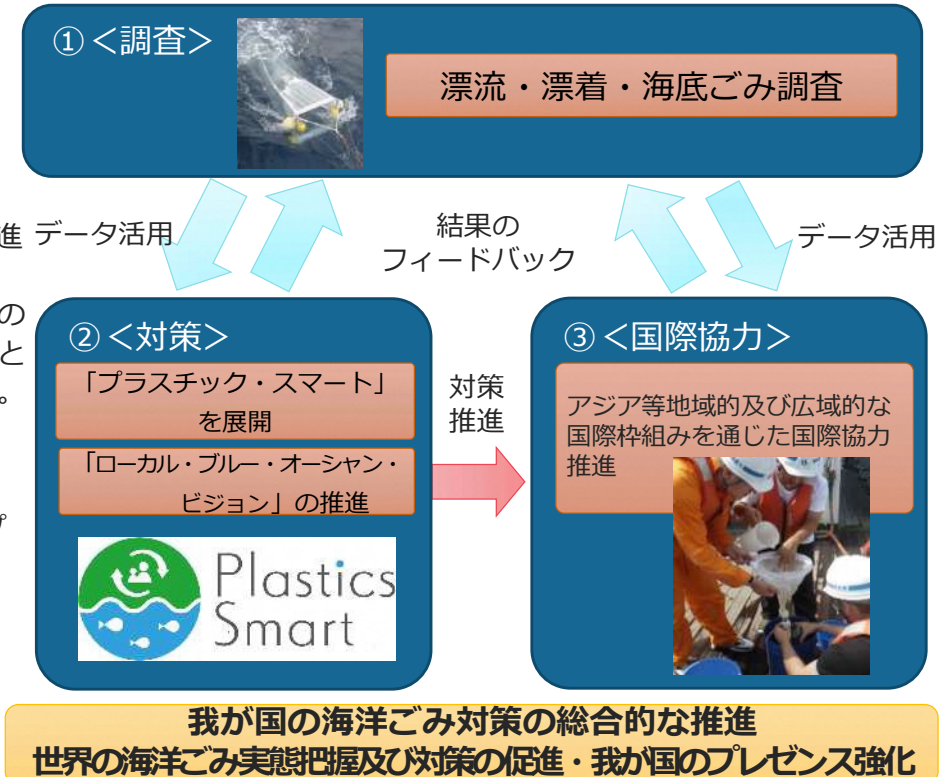 ①＜調査＞
漂流・漂着・海底ごみ調査
進
データ活用
結果の
フィードバック
データ活用
の
と
。
プ
②＜対策＞
「プラスチック・スマート」
を展開
「ローカル・ブルー・オーシャン・
ビジョン」の推進
Plastics
Smart
対策
推進
③＜国際協力＞
アジア等地域的及び広域的な
国際枠組みを通じた国際協力
推進
我が国の海洋ごみ対策の総合的な推進
世界の海洋ごみ実態把握及び対策の促進・我が国のプレゼンス強化